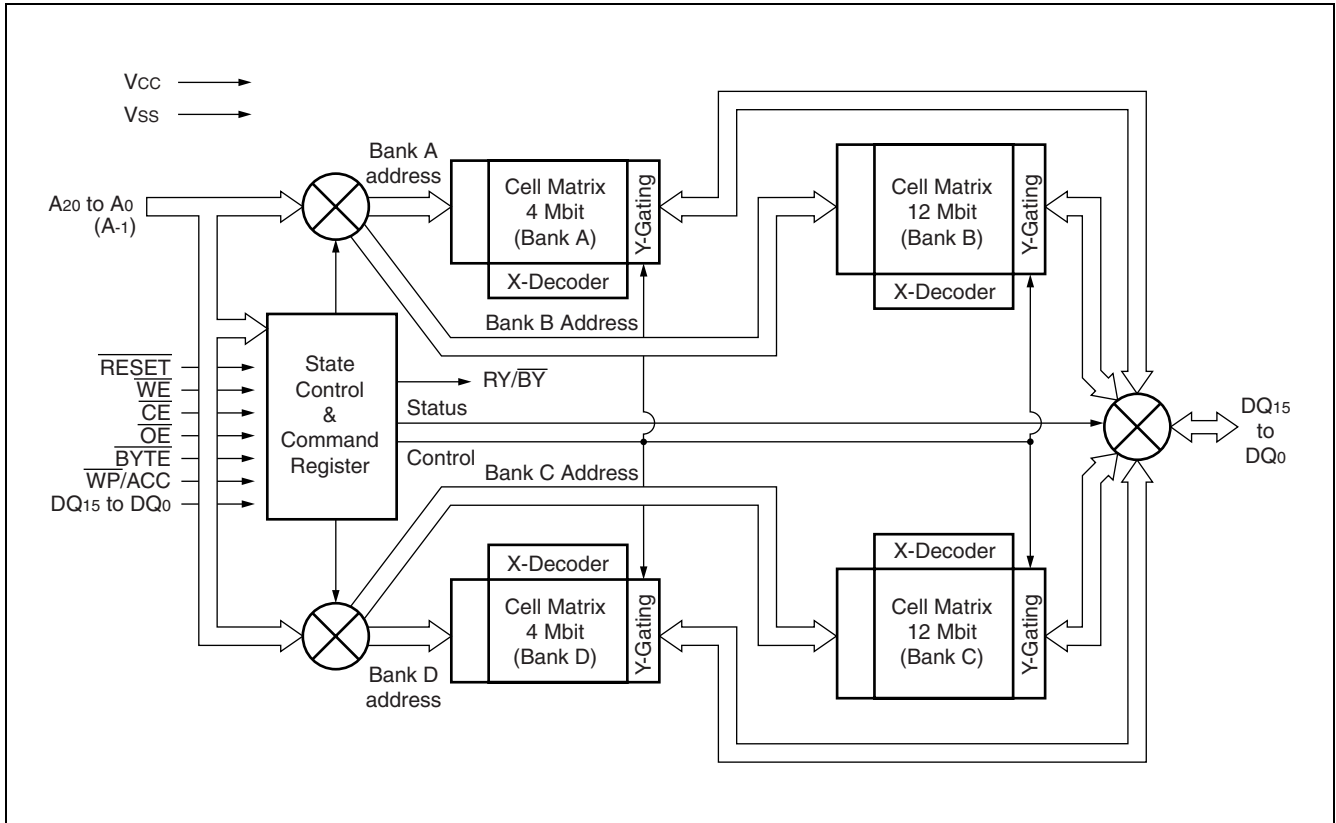 VCC
VSS
A20 to A0
(A-1)
Bank A
address
Cell Matrix
4 Mbit
(Bank A)
Y-Gating
X-Decoder
Cell Matrix
12 Mbit
(Bank B)
Y-Gating
X-Decoder
Bank B Address
RESET
WE
CE
OE
BYTE
WP/ACC
DQ15 to DQ0
State
Control
&
Command
Register
RY/BY
Status
Control
DQ15
to
DQ0
Bank C Address
X-Decoder
Cell Matrix
4 Mbit
(Bank D)
Y-Gating
Bank D
address
X-Decoder
Cell Matrix
12 Mbit
(Bank C)
Y-Gating